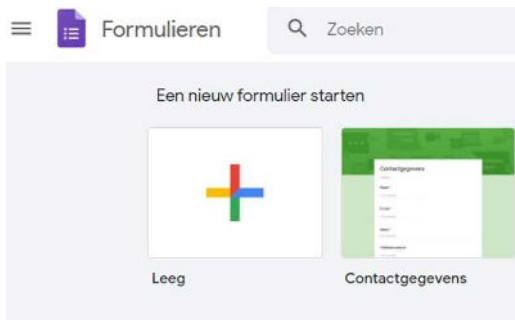 Formulieren
Zoeken
Een nieuw formulier starten
Contactgegevens
Leeg
Contactgegevens